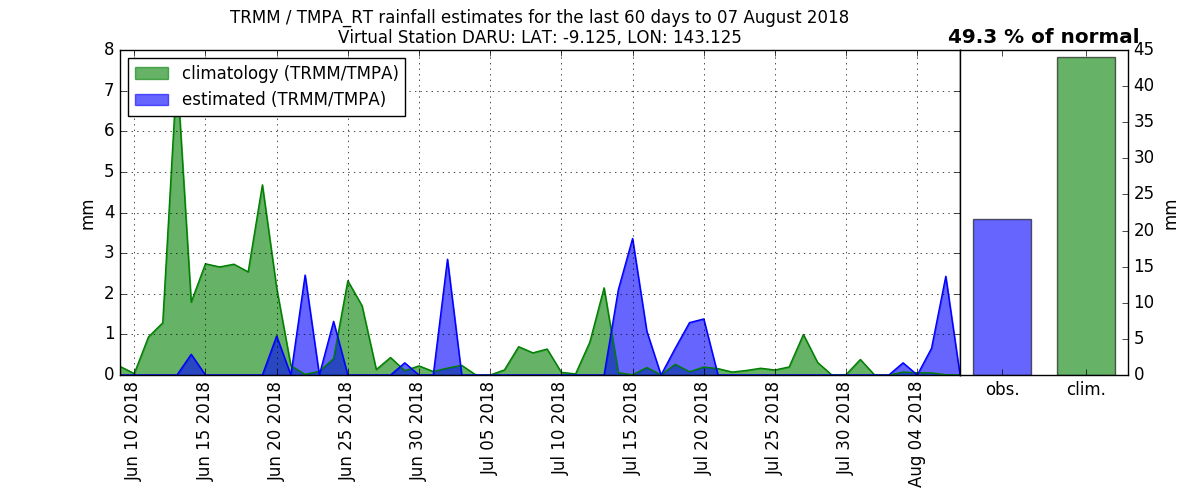 TRMM / TMPA_RT rainfall estimates for the last 60 days to 07 August 2018
Virtual Station DARU: LAT: -9.125, LON: 143.125
49.3 % of normal
climatology (TRMM/TMPA)
estimated (TRMM/TMPA)
mm
8
7
6
5
4
3
2
1
0
Jun 10 2018
Jun 15 2018
Jun 20 2018
Jun 25 2018
Jun 30 2018
Jul 05 2018
Jul 10 2018
Jul 15 2018
Jul 20 2018
Jul 25 2018
Jul 30 2018
Aug 04 2018
obs.
clim.
45
40
35
30
25
20
15
10
5
0
mm